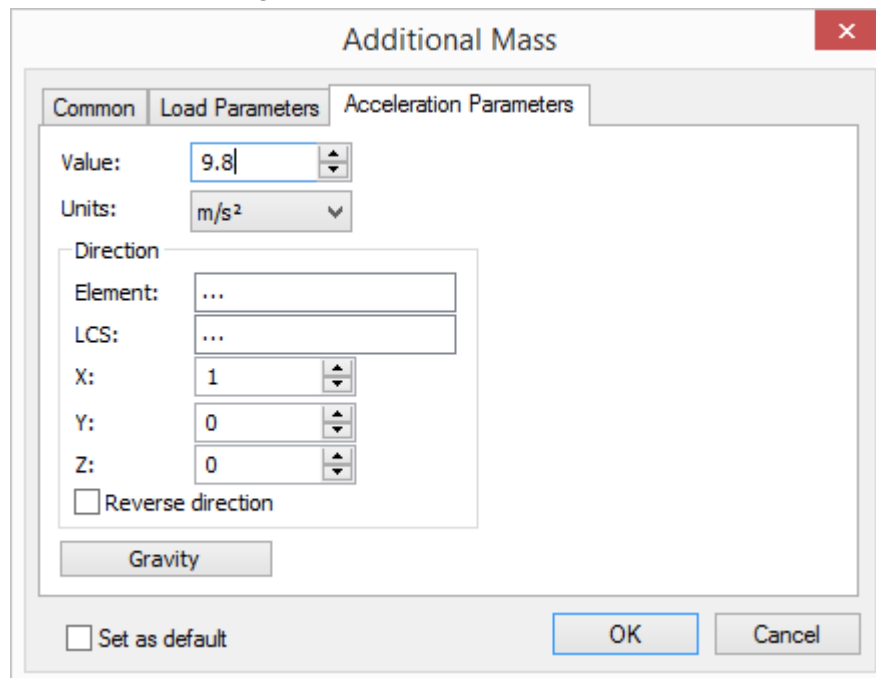 Additional Mass
Common Load Parameters Acceleration Parameters
Value: 9.8
Units: m/s²
Direction
Element: ...
LCS: ...
X: 1
Y: 0
Z: 0
Reverse direction
Gravity
Set as default OK Cancel